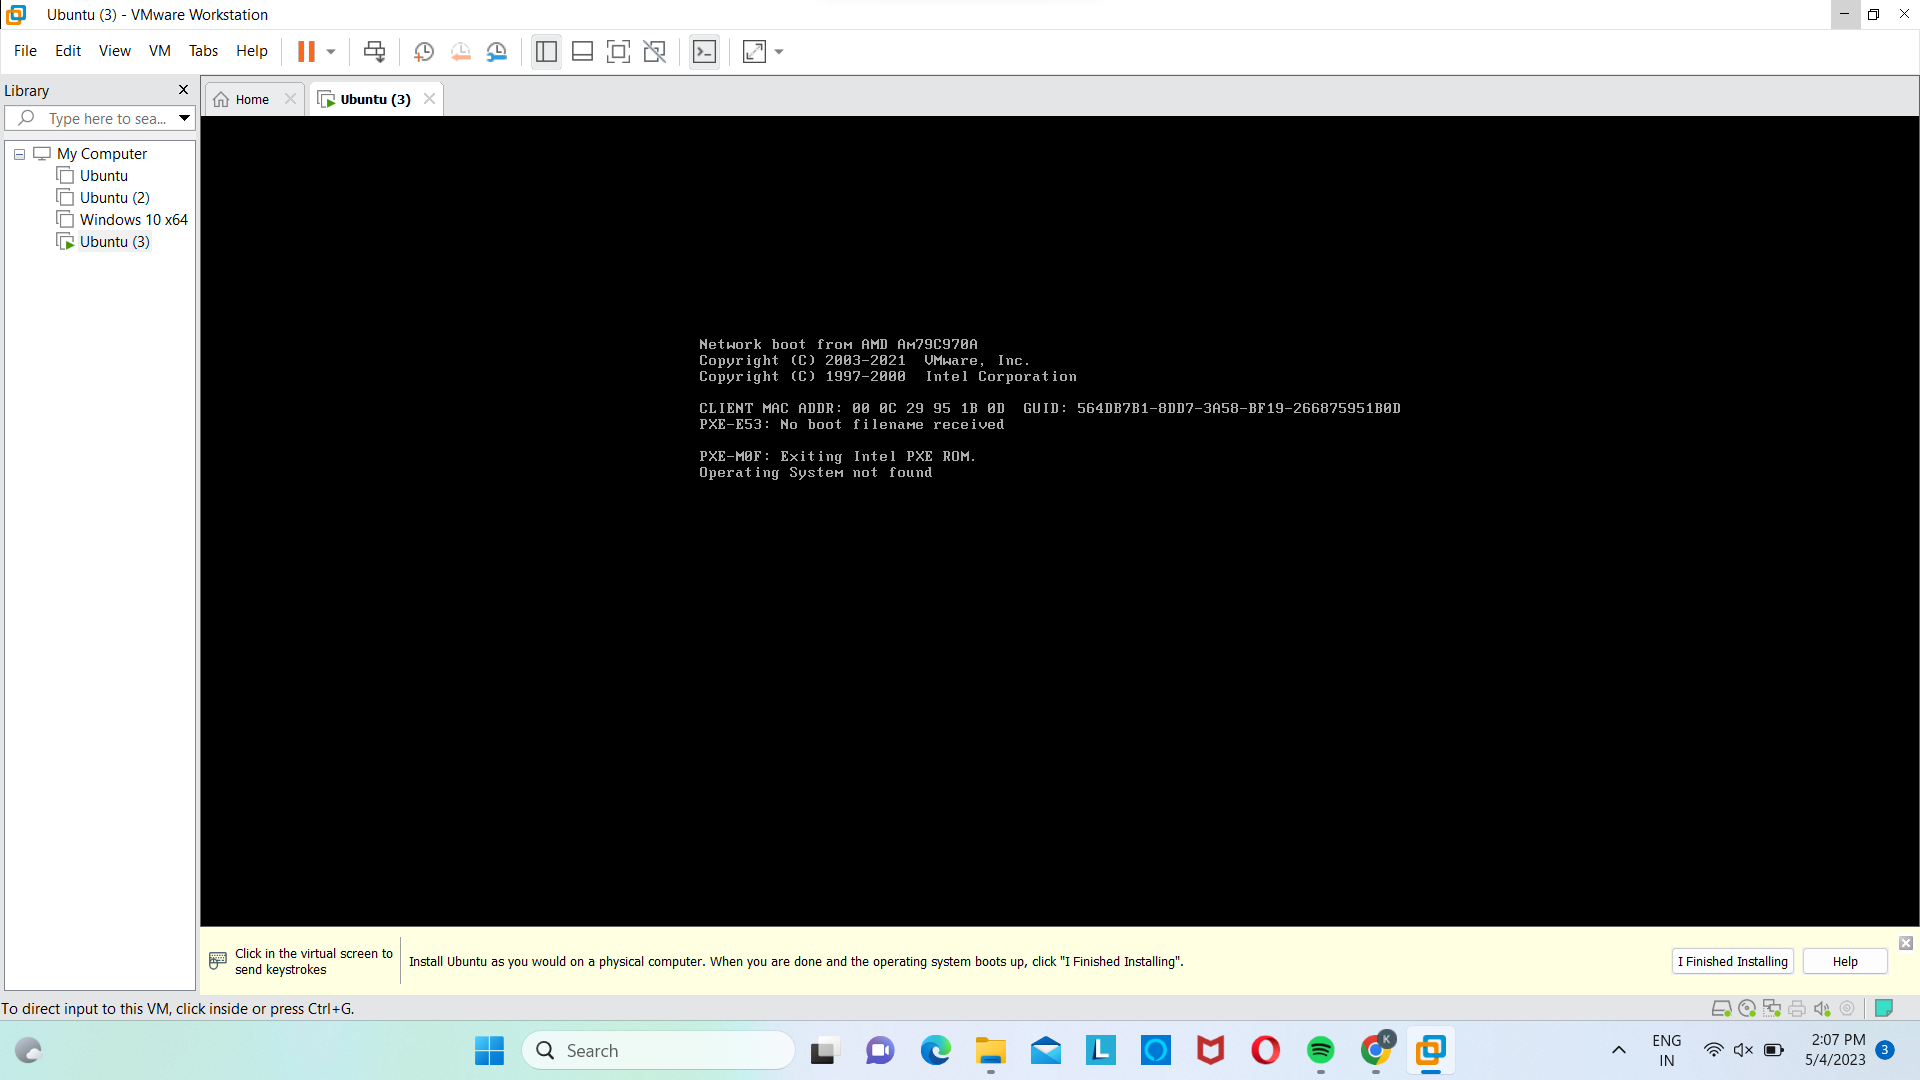 Ubuntu (3) - VMware Workstation
File Edit View VM Tabs Help
Library
Home
Ubuntu (3)
Type here to sea...
My Computer
Ubuntu
Ubuntu (2)
Windows 10 x64
Ubuntu (3)
Network boot from AMD Am79C970A
Copyright (C) 2003-2021 VMware, Inc.
Copyright (C) 1997-2000 Intel Corporation
CLIENT MAC ADDR: 00 0C 29 95 1B 0D GUID: 564DB7B1-8DD7-3A58-BF19-266875951B0D
PXE-E53: No boot filename received
PXE-M0F: Exiting Intel PXE ROM.
Operating System not found
Click in the virtual screen to
send keystrokes
Install Ubuntu as you would on a physical computer. When you are done and the operating system boots up, click "I Finished Installing".
I Finished Installing
Help
To direct input to this VM, click inside or press Ctrl+G.
Search
L
K
ENG
IN
2:07 PM
5/4/2023
3